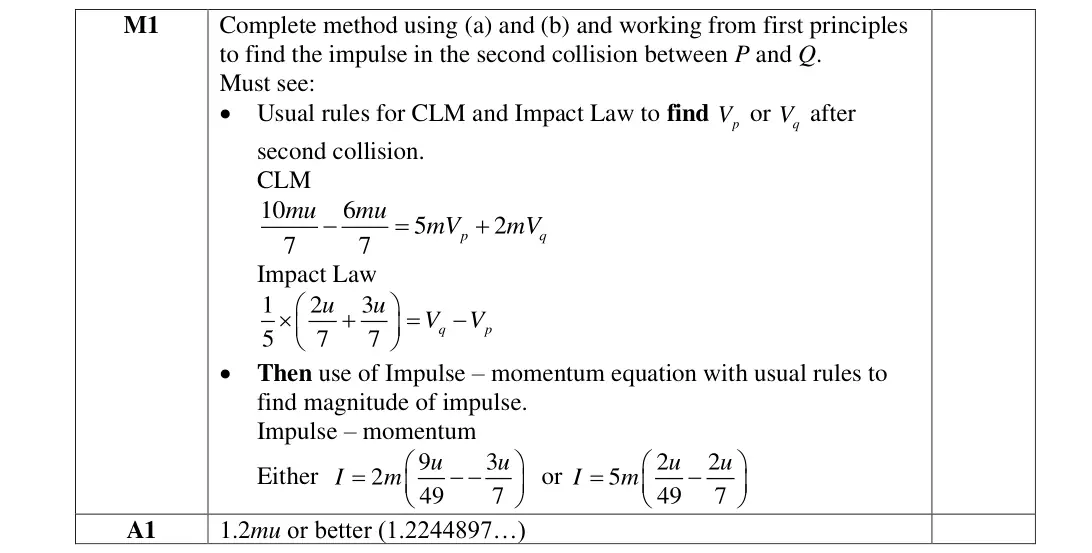 M1 Complete method using (a) and (b) and working from first principles
to find the impulse in the second collision between P and Q.
Must see:
• Usual rules for CLM and Impact Law to find V_p or V_q after
second collision.
CLM
10mu/7 − 6mu/7 = 5mV_p + 2mV_q
Impact Law
1/5 × (2u/7 + 3u/7) = V_q − V_p
• Then use of Impulse – momentum equation with usual rules to
find magnitude of impulse.
Impulse – momentum
Either I = 2m(9u/49 − − 3u/7) or I = 5m(2u/49 − 2u/7)
A1 1.2mu or better (1.2244897…)